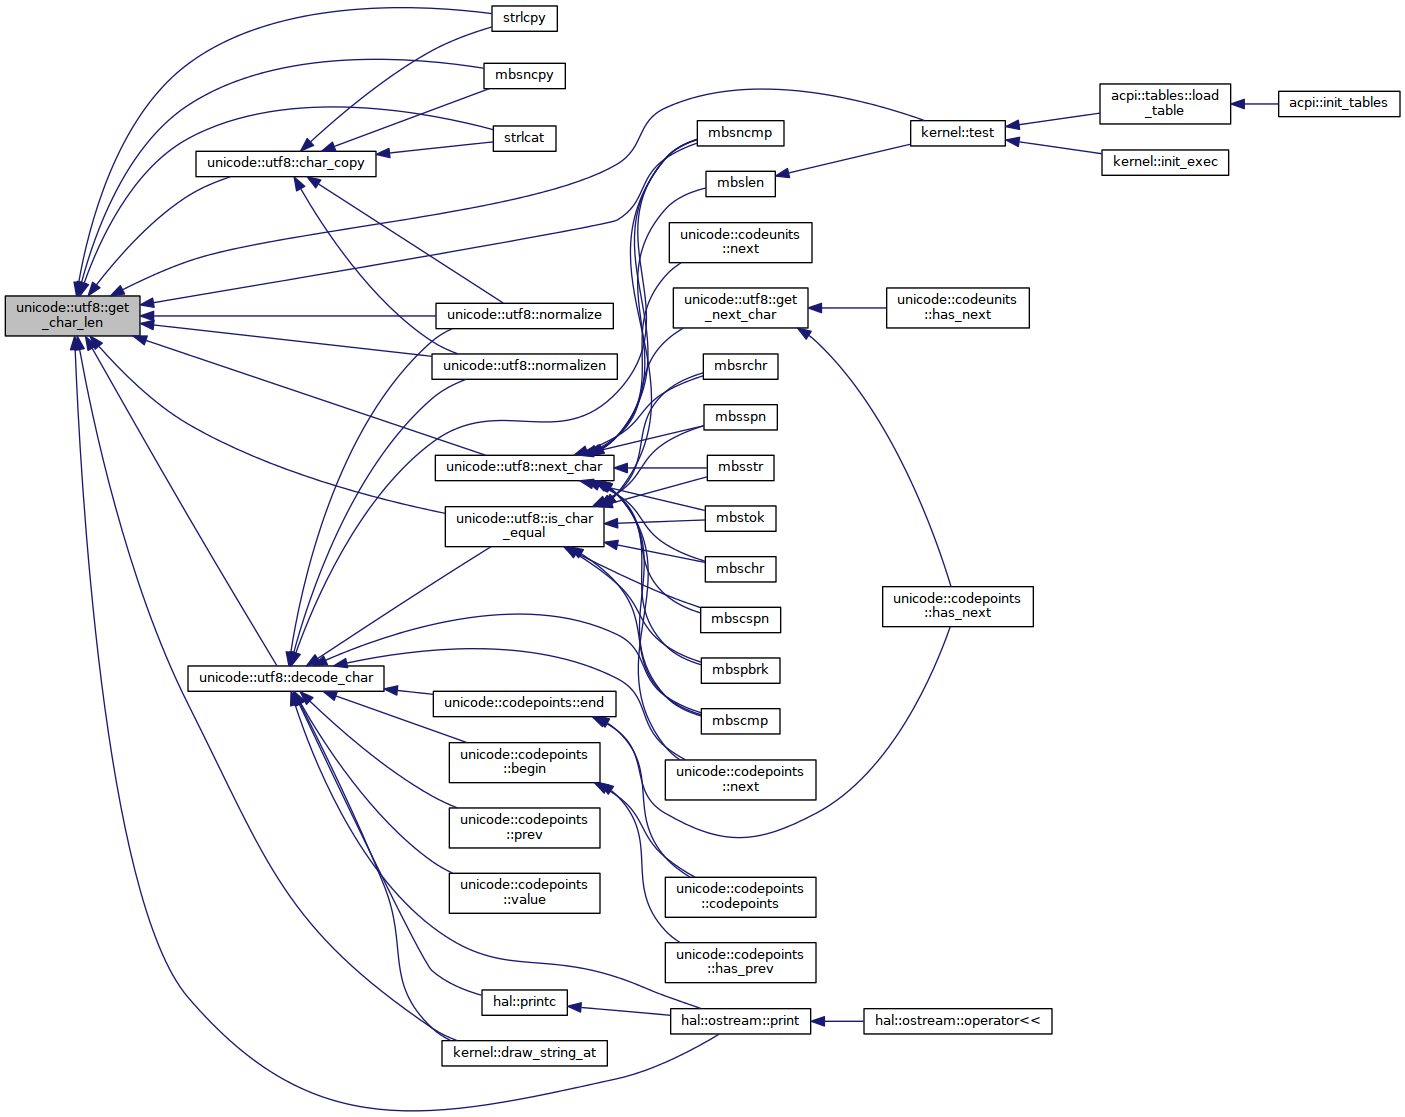 strlcpy
mbsncpy
strlcat
unicode::utf8::char_copy
unicode::utf8::get
_char_len
unicode::utf8::normalize
unicode::utf8::normalizen
unicode::utf8::next_char
unicode::utf8::is_char
_equal
unicode::utf8::decode_char
unicode::codepoints::end
unicode::codepoints
::begin
unicode::codepoints
::prev
unicode::codepoints
::value
hal::printc
kernel::draw_string_at
mbsncmp
mbslen
unicode::codeunits
::next
unicode::utf8::get
_next_char
mbsrchr
mbsspn
mbsstr
mbstok
mbschr
mbscspn
mbspbrk
mbscmp
unicode::codepoints
::next
unicode::codepoints
::codepoints
unicode::codepoints
::has_prev
hal::ostream::print
kernel::test
unicode::codeunits
::has_next
unicode::codepoints
::has_next
hal::ostream::operator<<
acpi::tables::load
_table
kernel::init_exec
acpi::init_tables